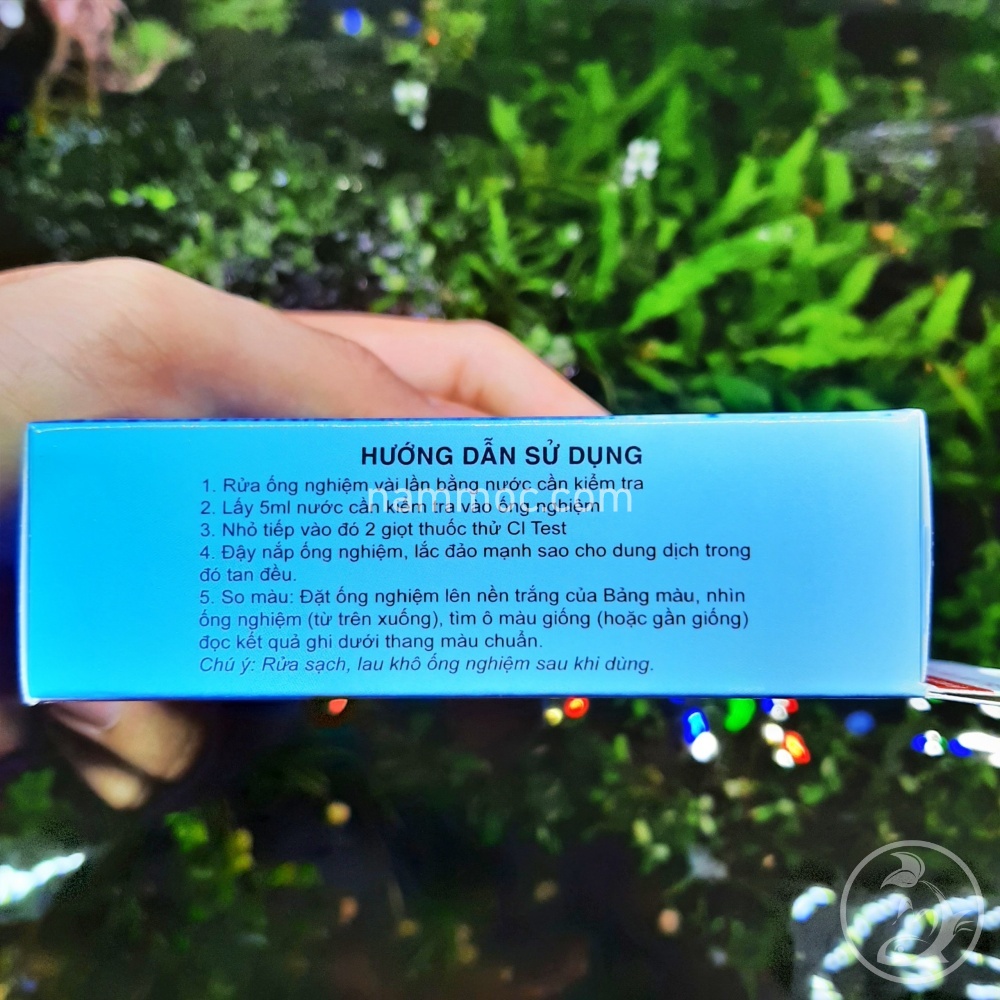 HƯỚNG DẪN SỬ DỤNG
1. Rửa ống nghiệm vài lần bằng nước cần kiểm tra
nammoc.com
2. Lấy 5ml nước cần kiểm tra vào ống nghiệm
3. Nhỏ tiếp vào đó 2 giọt thuốc thử Cl Test
4. Đậy nắp ống nghiệm, lắc đảo mạnh sao cho dung dịch trong
đó tan đều.
5. So màu: Đặt ống nghiệm lên nền trắng của Bảng màu, nhìn
ống nghiệm (từ trên xuống), tìm ô màu giống (hoặc gần giống)
đọc kết quả ghi dưới thang màu chuẩn.
Chú ý: Rửa sạch, lau khô ống nghiệm sau khi dùng.